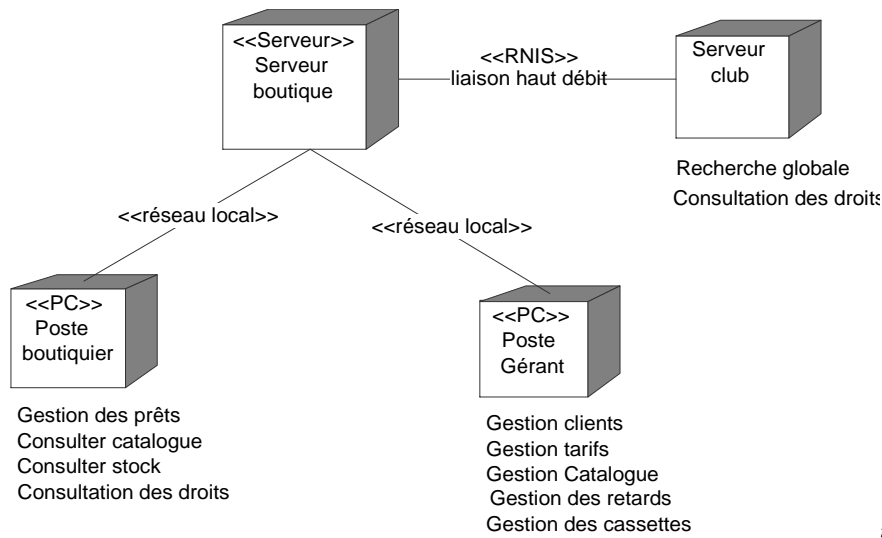 <<Serveur>>
Serveur
boutique
<<RNIS>>
liaison haut débit
Serveur
club
Recherche globale
Consultation des droits
<<réseau local>>
<<réseau local>>
<<PC>>
Poste
boutiquier
<<PC>>
Poste
Gérant
Gestion des prêts
Consulter catalogue
Consulter stock
Consultation des droits
Gestion clients
Gestion tarifs
Gestion Catalogue
Gestion des retards
Gestion des cassettes